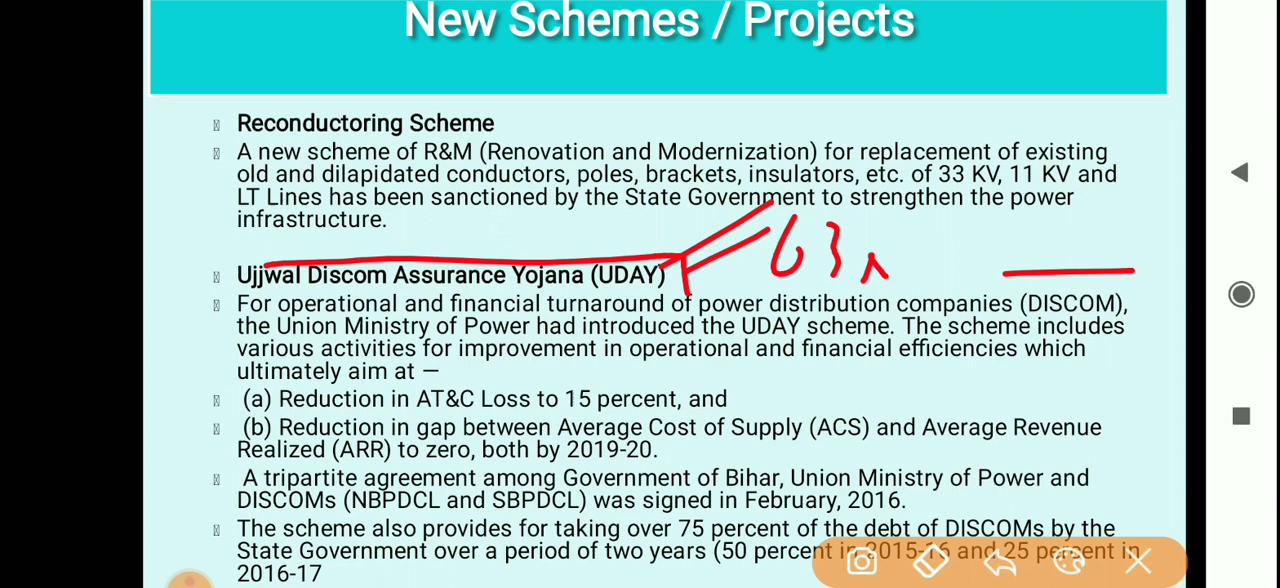 New Schemes / Projects
Reconductoring Scheme
A new scheme of R&M (Renovation and Modernization) for replacement of existing
old and dilapidated conductors, poles, brackets, insulators, etc. of 33 KV, 11 KV and
LT Lines has been sanctioned by the State Government to strengthen the power
infrastructure.
63
Ujjwal Discom Assurance Yojana (UDAY)
For operational and financial turnaround of power distribution companies (DISCOM),
the Union Ministry of Power had introduced the UDAY scheme. The scheme includes
various activities for improvement in operational and financial efficiencies which
ultimately aim at —
(a) Reduction in AT&C Loss to 15 percent, and
(b) Reduction in gap between Average Cost of Supply (ACS) and Average Revenue
Realized (ARR) to zero, both by 2019-20.
A tripartite agreement among Government of Bihar, Union Ministry of Power and
DISCOMs (NBPDCL and SBPDCL) was signed in February, 2016.
The scheme also provides for taking over 75 percent of the debt of DISCOMs by the
State Government over a period of two years (50 percent in 2015-16 and 25 percent in
2016-17